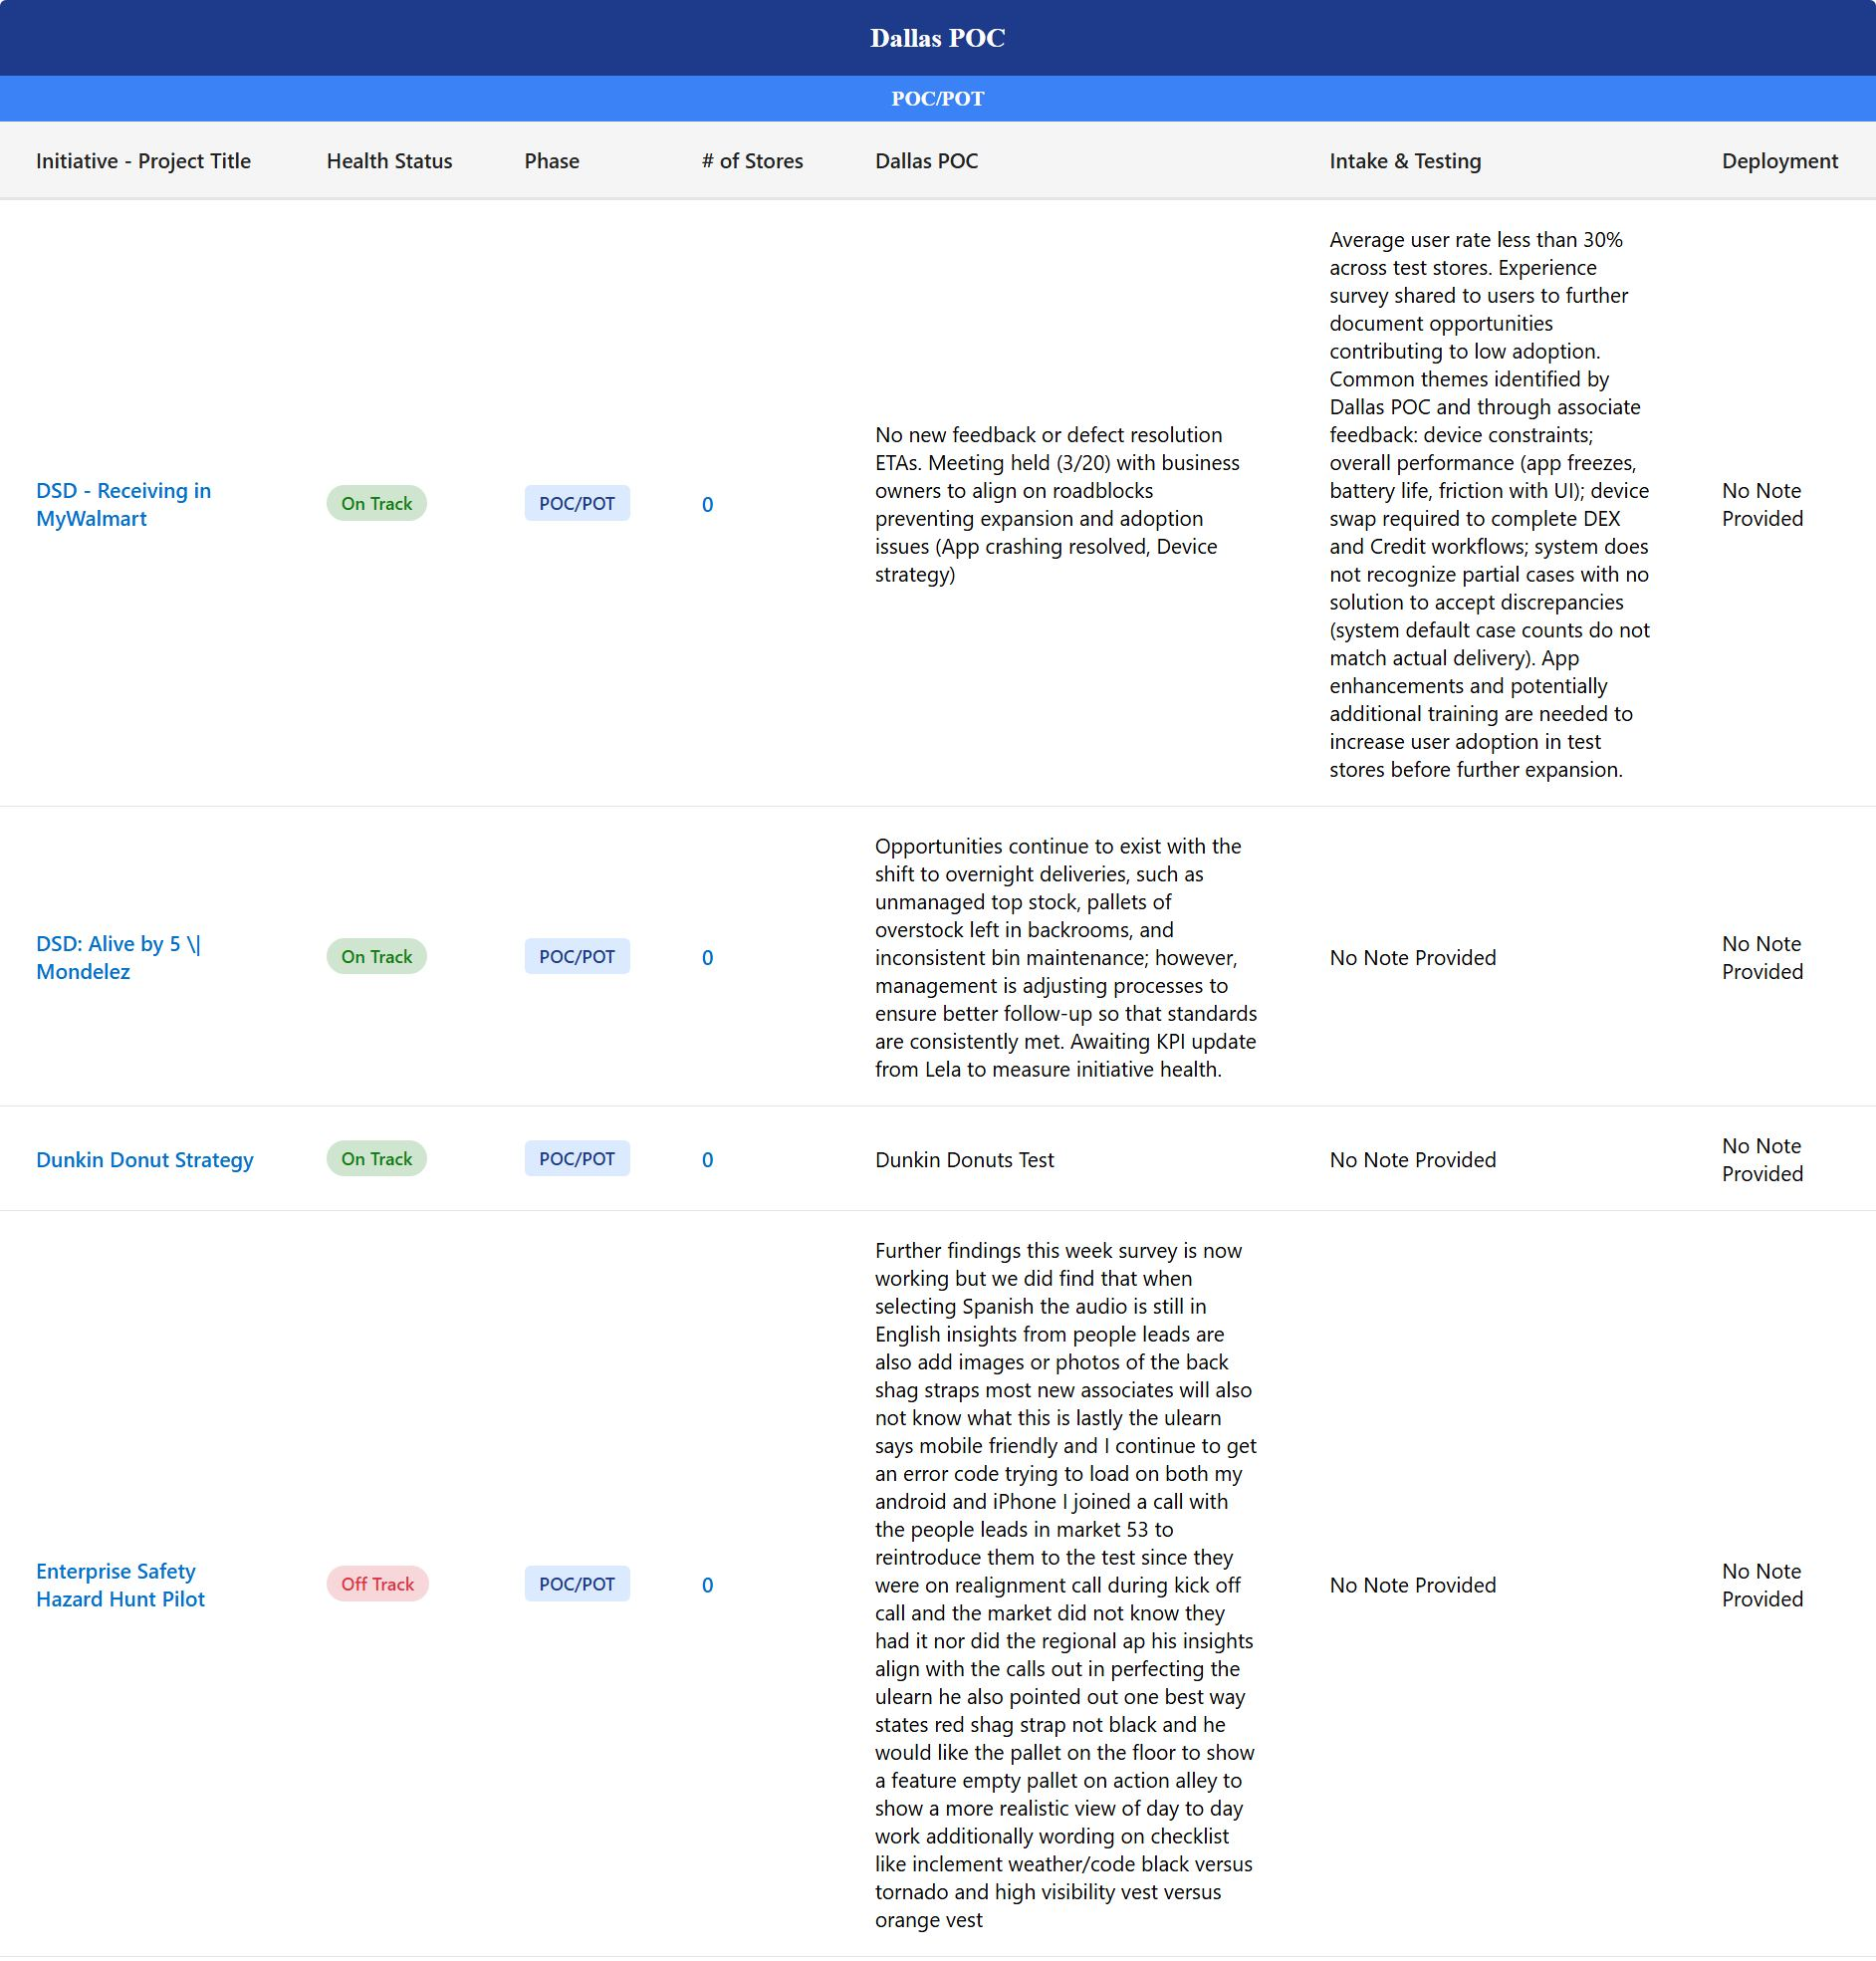 Dallas POC
POC/POT
Initiative - Project Title
Health Status
Phase
# of Stores
Dallas POC
Intake & Testing
Deployment
DSD - Receiving in
MyWalmart
On Track
POC/POT
0
No new feedback or defect resolution
ETAs. Meeting held (3/20) with business
owners to align on roadblocks
preventing expansion and adoption
issues (App crashing resolved, Device
strategy)
Average user rate less than 30%
across test stores. Experience
survey shared to users to further
document opportunities
contributing to low adoption.
Common themes identified by
Dallas POC and through associate
feedback: device constraints;
overall performance (app freezes,
battery life, friction with UI); device
swap required to complete DEX
and Credit workflows; system does
not recognize partial cases with no
solution to accept discrepancies
(system default case counts do not
match actual delivery). App
enhancements and potentially
additional training are needed to
increase user adoption in test
stores before further expansion.
No Note
Provided
DSD: Alive by 5 \|
Mondelez
On Track
POC/POT
0
Opportunities continue to exist with the
shift to overnight deliveries, such as
unmanaged top stock, pallets of
overstock left in backrooms, and
inconsistent bin maintenance; however,
management is adjusting processes to
ensure better follow-up so that standards
are consistently met. Awaiting KPI update
from Lela to measure initiative health.
No Note Provided
No Note
Provided
Dunkin Donut Strategy
On Track
POC/POT
0
Dunkin Donuts Test
No Note Provided
No Note
Provided
Enterprise Safety
Hazard Hunt Pilot
Off Track
POC/POT
0
Further findings this week survey is now
working but we did find that when
selecting Spanish the audio is still in
English insights from people leads are
also add images or photos of the back
shag straps most new associates will also
not know what this is lastly the ulearn
says mobile friendly and I continue to get
an error code trying to load on both my
android and iPhone I joined a call with
the people leads in market 53 to
reintroduce them to the test since they
were on realignment call during kick off
call and the market did not know they
had it nor did the regional ap his insights
align with the calls out in perfecting the
ulearn he also pointed out one best way
states red shag strap not black and he
would like the pallet on the floor to show
a feature empty pallet on action alley to
show a more realistic view of day to day
work additionally wording on checklist
like inclement weather/code black versus
tornado and high visibility vest versus
orange vest
No Note Provided
No Note
Provided